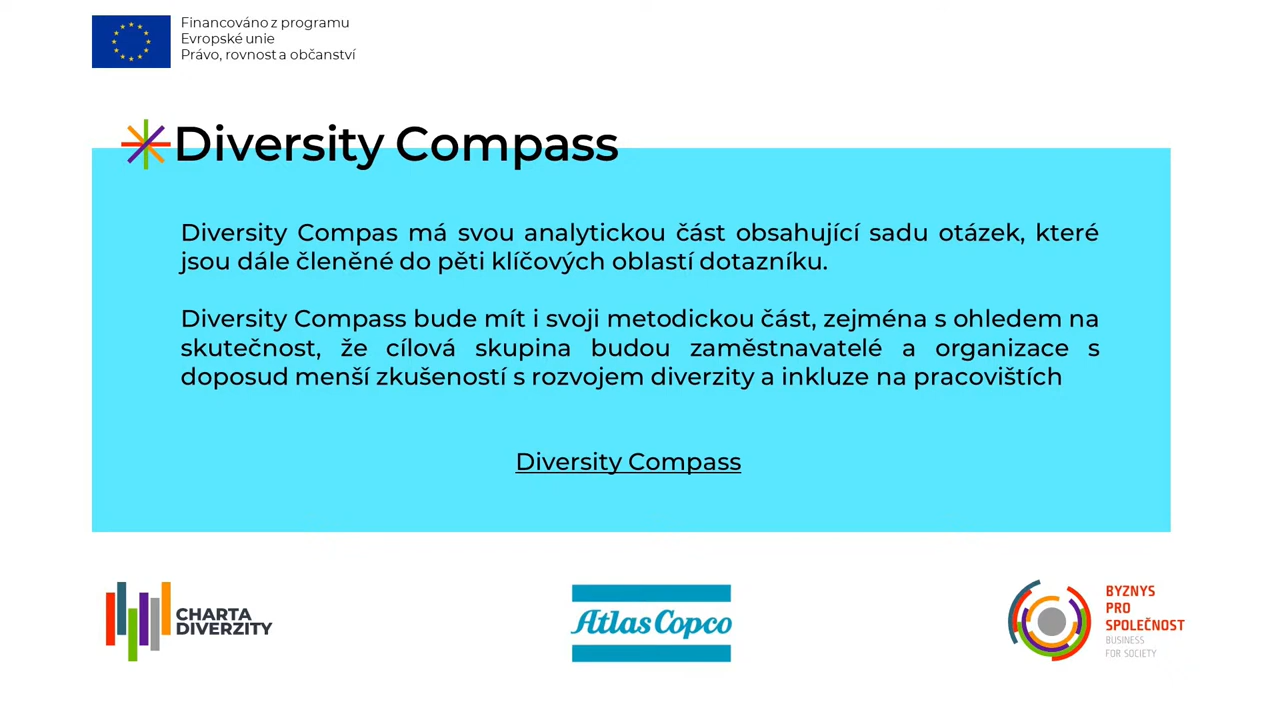 Financováno z programu
Evropské unie
Právo, rovnost a občanství
Diversity Compass
Diversity Compas má svou analytickou část obsahující sadu otázek, které
jsou dále členěné do pěti klíčových oblastí dotazníku.
Diversity Compass bude mít i svoji metodickou část, zejména s ohledem na
skutečnost, že cílová skupina budou zaměstnavatelé a organizace s
doposud menší zkušeností s rozvojem diverzity a inkluze na pracovištích
Diversity Compass
CHARTA
DIVERZITY
Atlas Copco
BYZNYS
PRO
SPOLEČNOST
BUSINESS
FOR SOCIETY